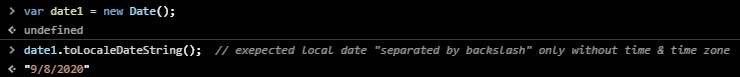 > var date1 = new Date();
< undefined
> date1.toLocaleDateString(); // exepected local date "separated by backslash" only without time & time zone
< "9/8/2020"